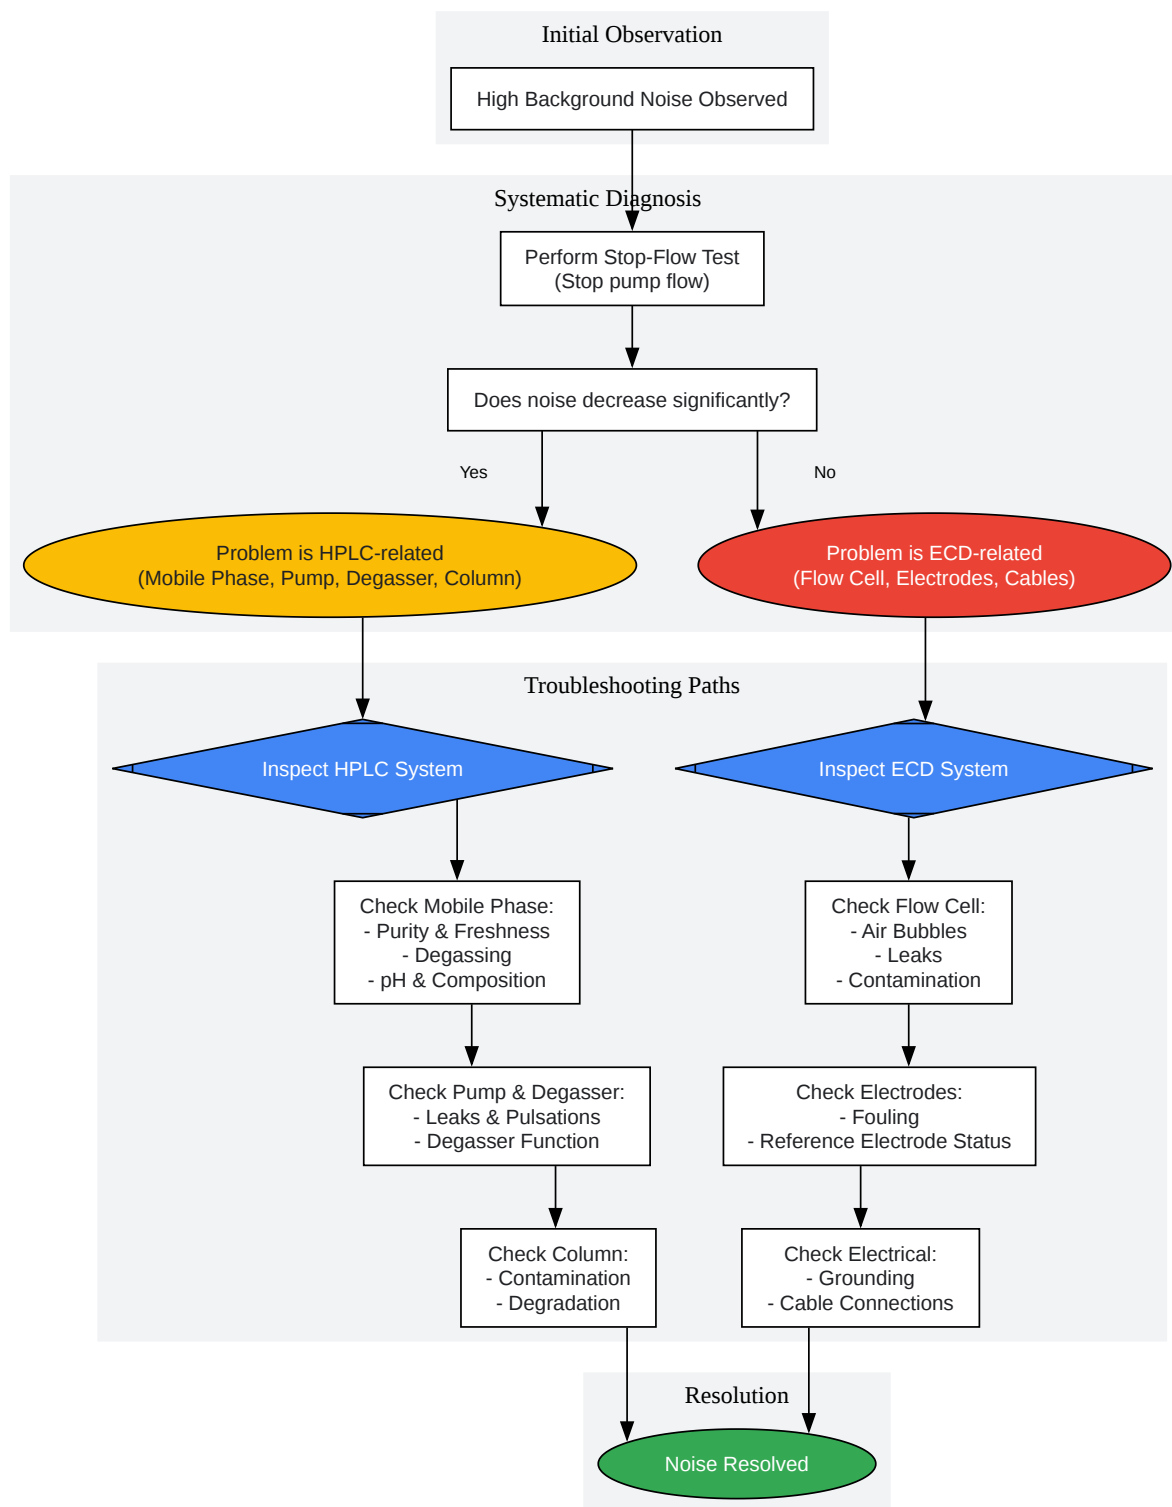 Initial Observation
High Background Noise Observed
Systematic Diagnosis
Perform Stop-Flow Test
(Stop pump flow)
Does noise decrease significantly?
Yes
No
Problem is HPLC-related
(Mobile Phase, Pump, Degasser, Column)
Problem is ECD-related
(Flow Cell, Electrodes, Cables)
Troubleshooting Paths
Inspect HPLC System
Inspect ECD System
Check Mobile Phase:
- Purity & Freshness
- Degassing
- pH & Composition
Check Flow Cell:
- Air Bubbles
- Leaks
- Contamination
Check Pump & Degasser:
- Leaks & Pulsations
- Degasser Function
Check Electrodes:
- Fouling
- Reference Electrode Status
Check Column:
- Contamination
- Degradation
Check Electrical:
- Grounding
- Cable Connections
Resolution
Noise Resolved